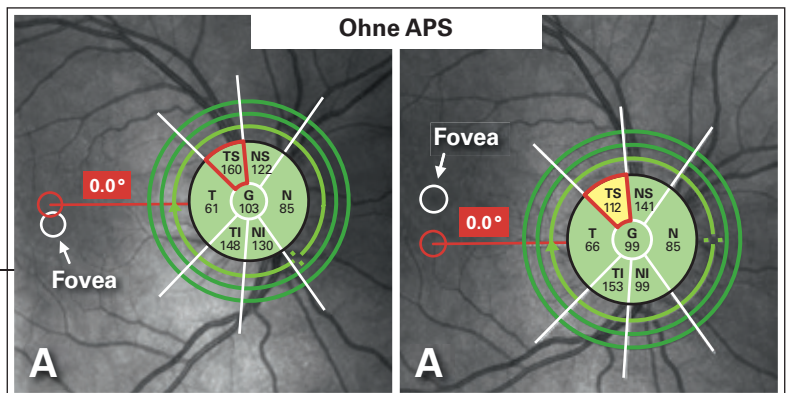 Ohne APS
TS NS
160 122
0.0°
T G N
61 103 85
TI NI
148 130
Fovea
A
Fovea
TS NS
112 141
0.0°
T G N
66 99 85
TI NI
153 99
A